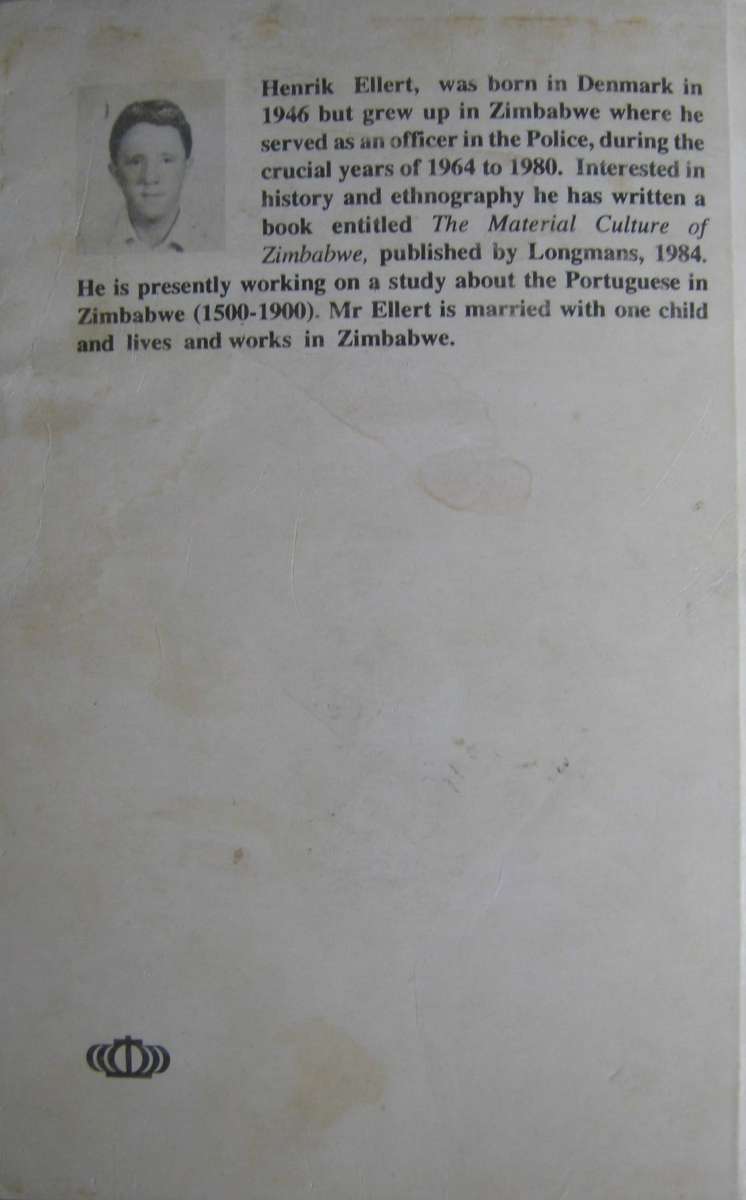 Henrik Ellert, was born in Denmark in
1946 but grew up in Zimbabwe where he
served as an officer in the Police, during the
crucial years of 1964 to 1980. Interested in
history and ethnography he has written a
book entitled The Material Culture of
Zimbabwe, published by Longmans, 1984.
He is presently working on a study about the Portuguese in
Zimbabwe (1500-1900). Mr Ellert is married with one child
and lives and works in Zimbabwe.